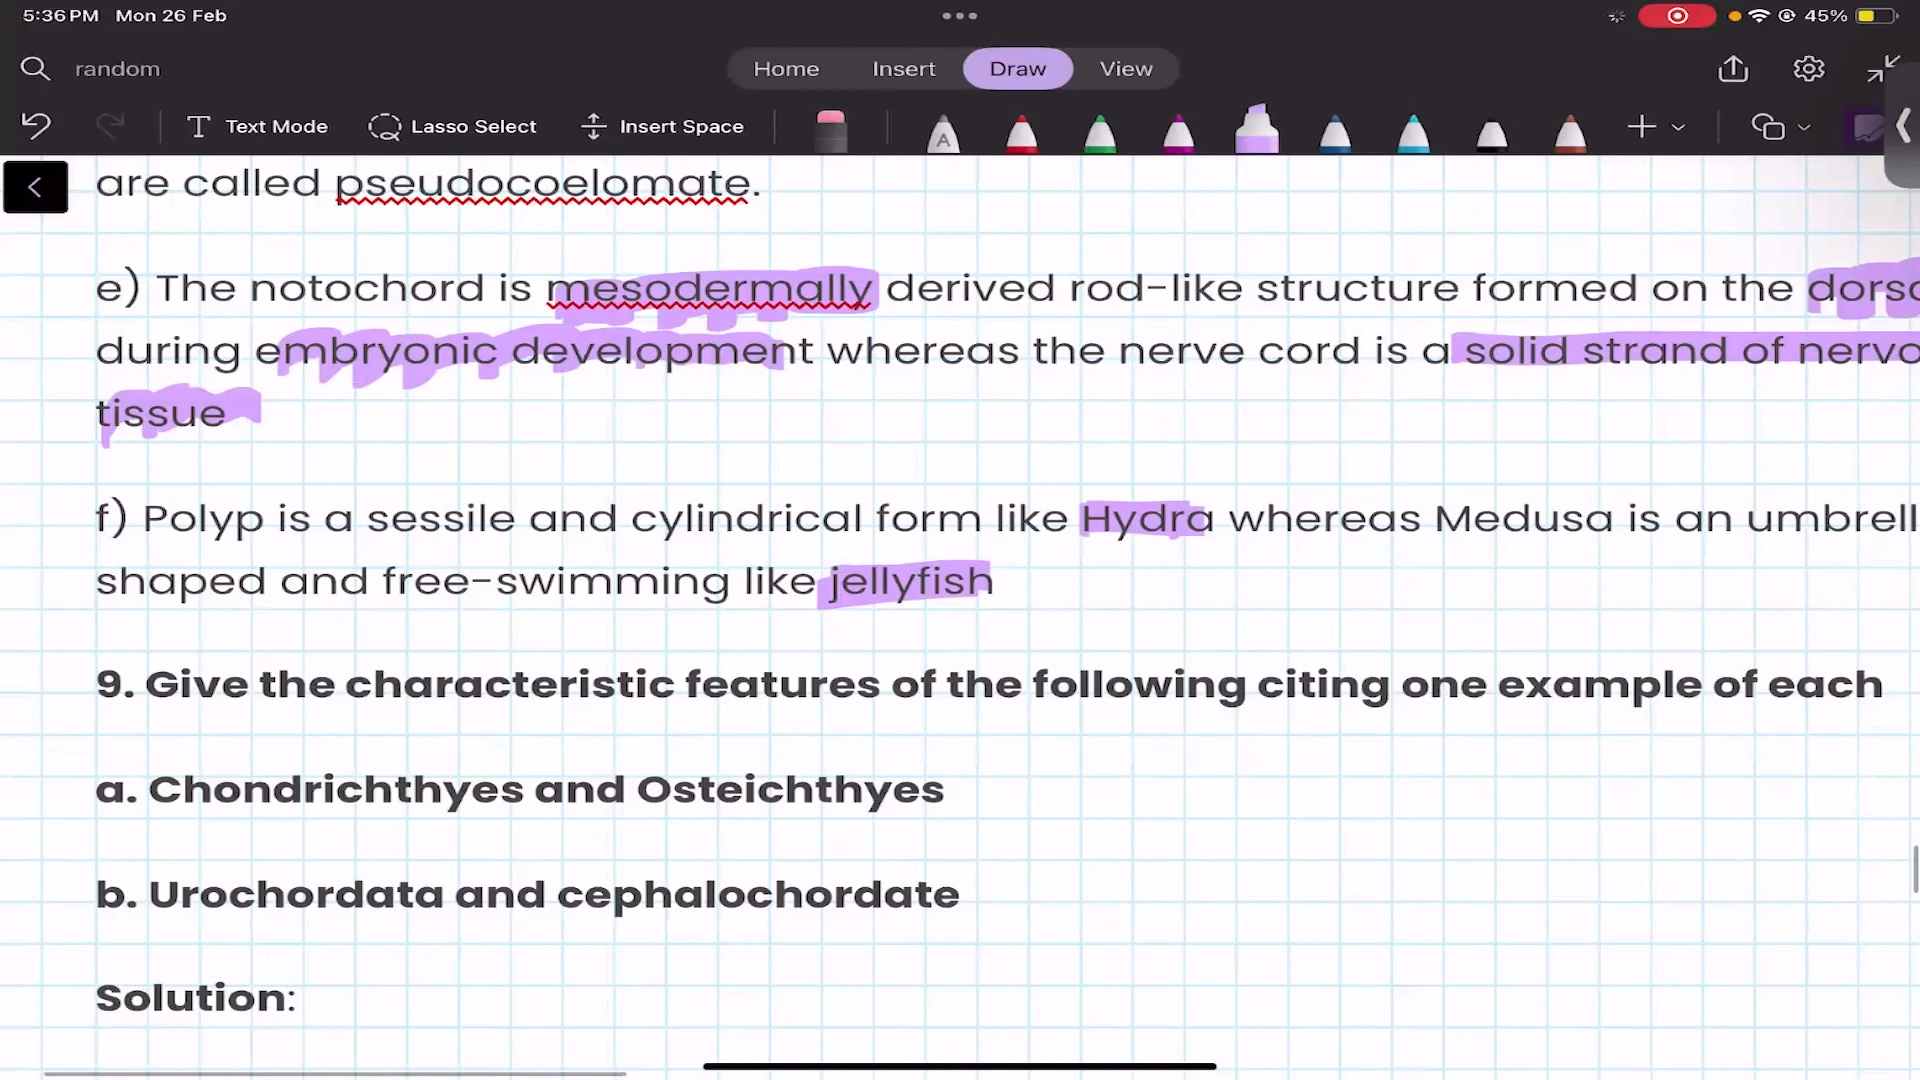 5:36 PM Mon 26 Feb 45%
random Home Insert Draw View
Text Mode Lasso Select Insert Space A
are called pseudocoelomate.
e) The notochord is mesodermally derived rod-like structure formed on the
during embryonic development whereas the nerve cord is a solid strand of
tissue
f) Polyp is a sessile and cylindrical form like Hydra whereas Medusa is an
shaped and free-swimming like jellyfish
9. Give the characteristic features of the following citing one example of each
a. Chondrichthyes and Osteichthyes
b. Urochordata and cephalochordate
Solution: